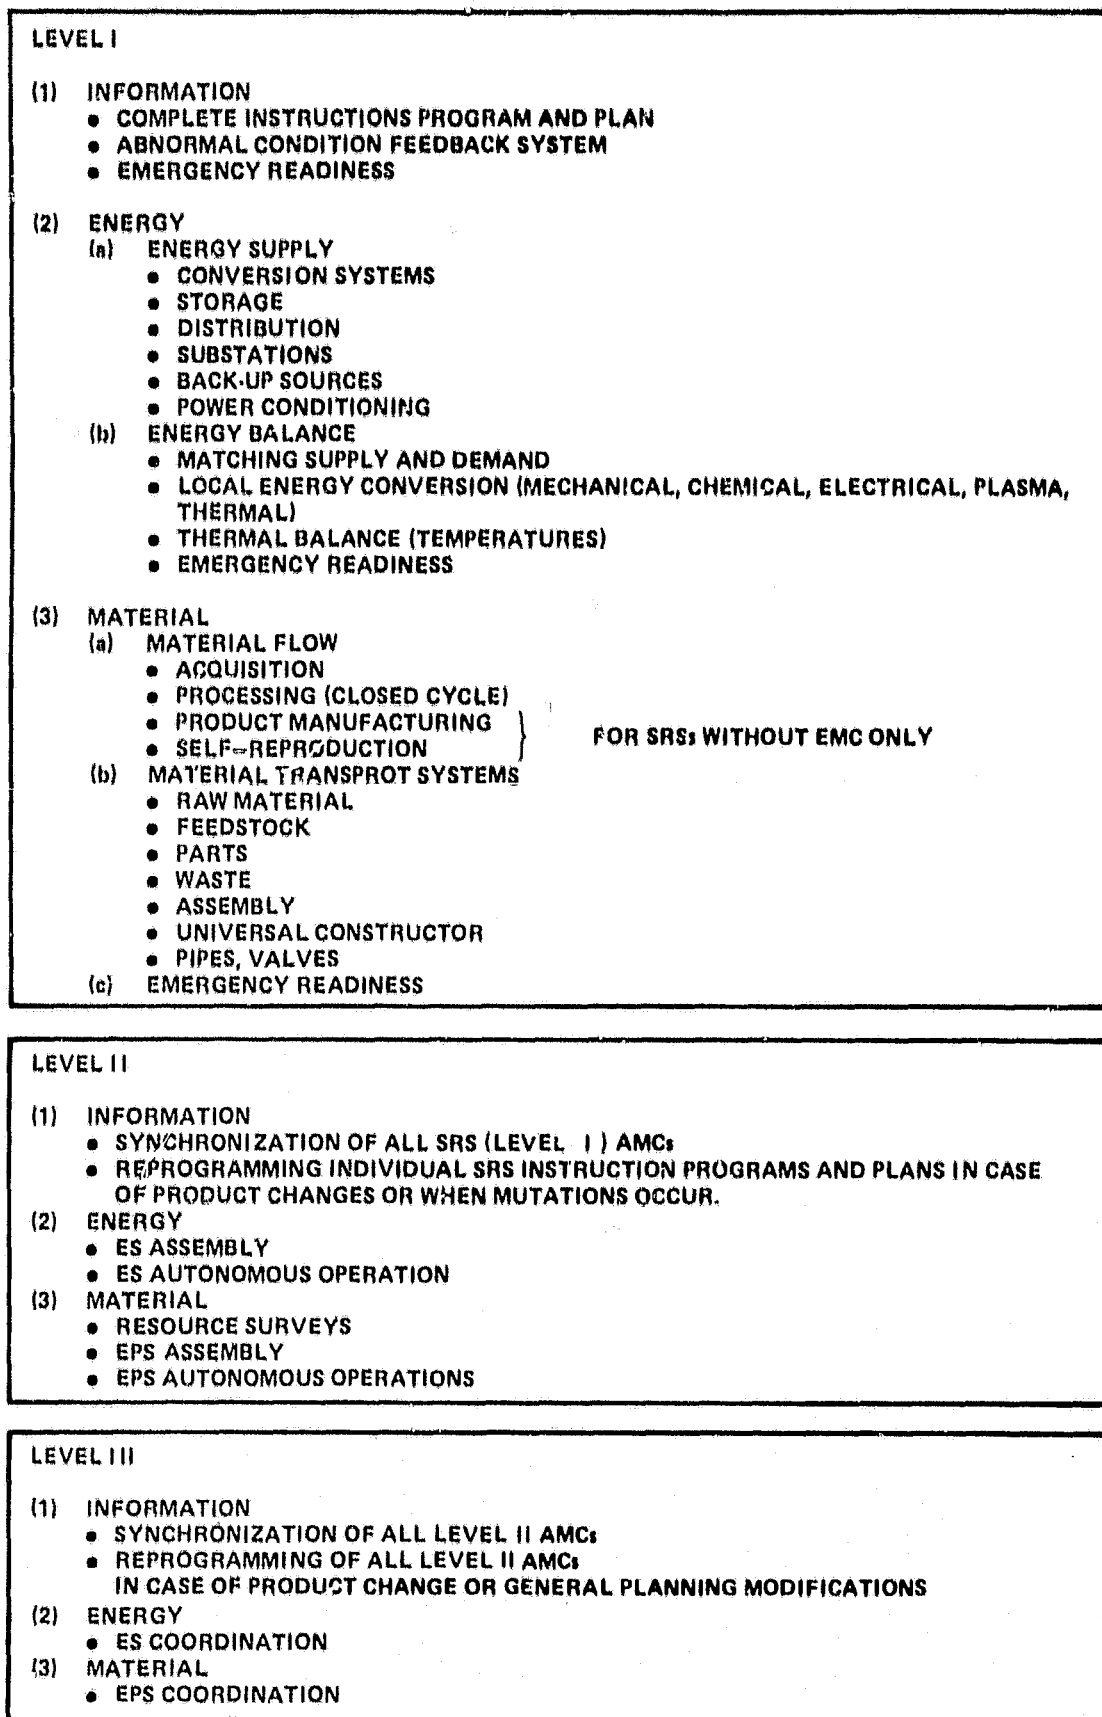 LEVEL I
(1) INFORMATION
• COMPLETE INSTRUCTIONS PROGRAM AND PLAN
• ABNORMAL CONDITION FEEDBACK SYSTEM
• EMERGENCY READINESS
(2) ENERGY
(a) ENERGY SUPPLY
• CONVERSION SYSTEMS
• STORAGE
• DISTRIBUTION
• SUBSTATIONS
• BACK-UP SOURCES
• POWER CONDITIONING
(b) ENERGY BALANCE
• MATCHING SUPPLY AND DEMAND
• LOCAL ENERGY CONVERSION (MECHANICAL, CHEMICAL, ELECTRICAL, PLASMA,
THERMAL)
• THERMAL BALANCE (TEMPERATURES)
• EMERGENCY READINESS
(3) MATERIAL
(a) MATERIAL FLOW
• ACQUISITION
• PROCESSING (CLOSED CYCLE)
• PRODUCT MANUFACTURING
• SELF-REPRODUCTION
FOR SRSs WITHOUT EMC ONLY
(b) MATERIAL TRANSPROT SYSTEMS
• RAW MATERIAL
• FEEDSTOCK
• PARTS
• WASTE
• ASSEMBLY
• UNIVERSAL CONSTRUCTOR
• PIPES, VALVES
(c) EMERGENCY READINESS
LEVEL II
(1) INFORMATION
• SYNCHRONIZATION OF ALL SRS (LEVEL I ) AMCs
• REPROGRAMMING INDIVIDUAL SRS INSTRUCTION PROGRAMS AND PLANS IN CASE
OF PRODUCT CHANGES OR WHEN MUTATIONS OCCUR.
(2) ENERGY
• ES ASSEMBLY
• ES AUTONOMOUS OPERATION
(3) MATERIAL
• RESOURCE SURVEYS
• EPS ASSEMBLY
• EPS AUTONOMOUS OPERATIONS
LEVEL III
(1) INFORMATION
• SYNCHRONIZATION OF ALL LEVEL II AMCs
• REPROGRAMMING OF ALL LEVEL II AMCs
IN CASE OF PRODUCT CHANGE OR GENERAL PLANNING MODIFICATIONS
(2) ENERGY
• ES COORDINATION
(3) MATERIAL
• EPS COORDINATION